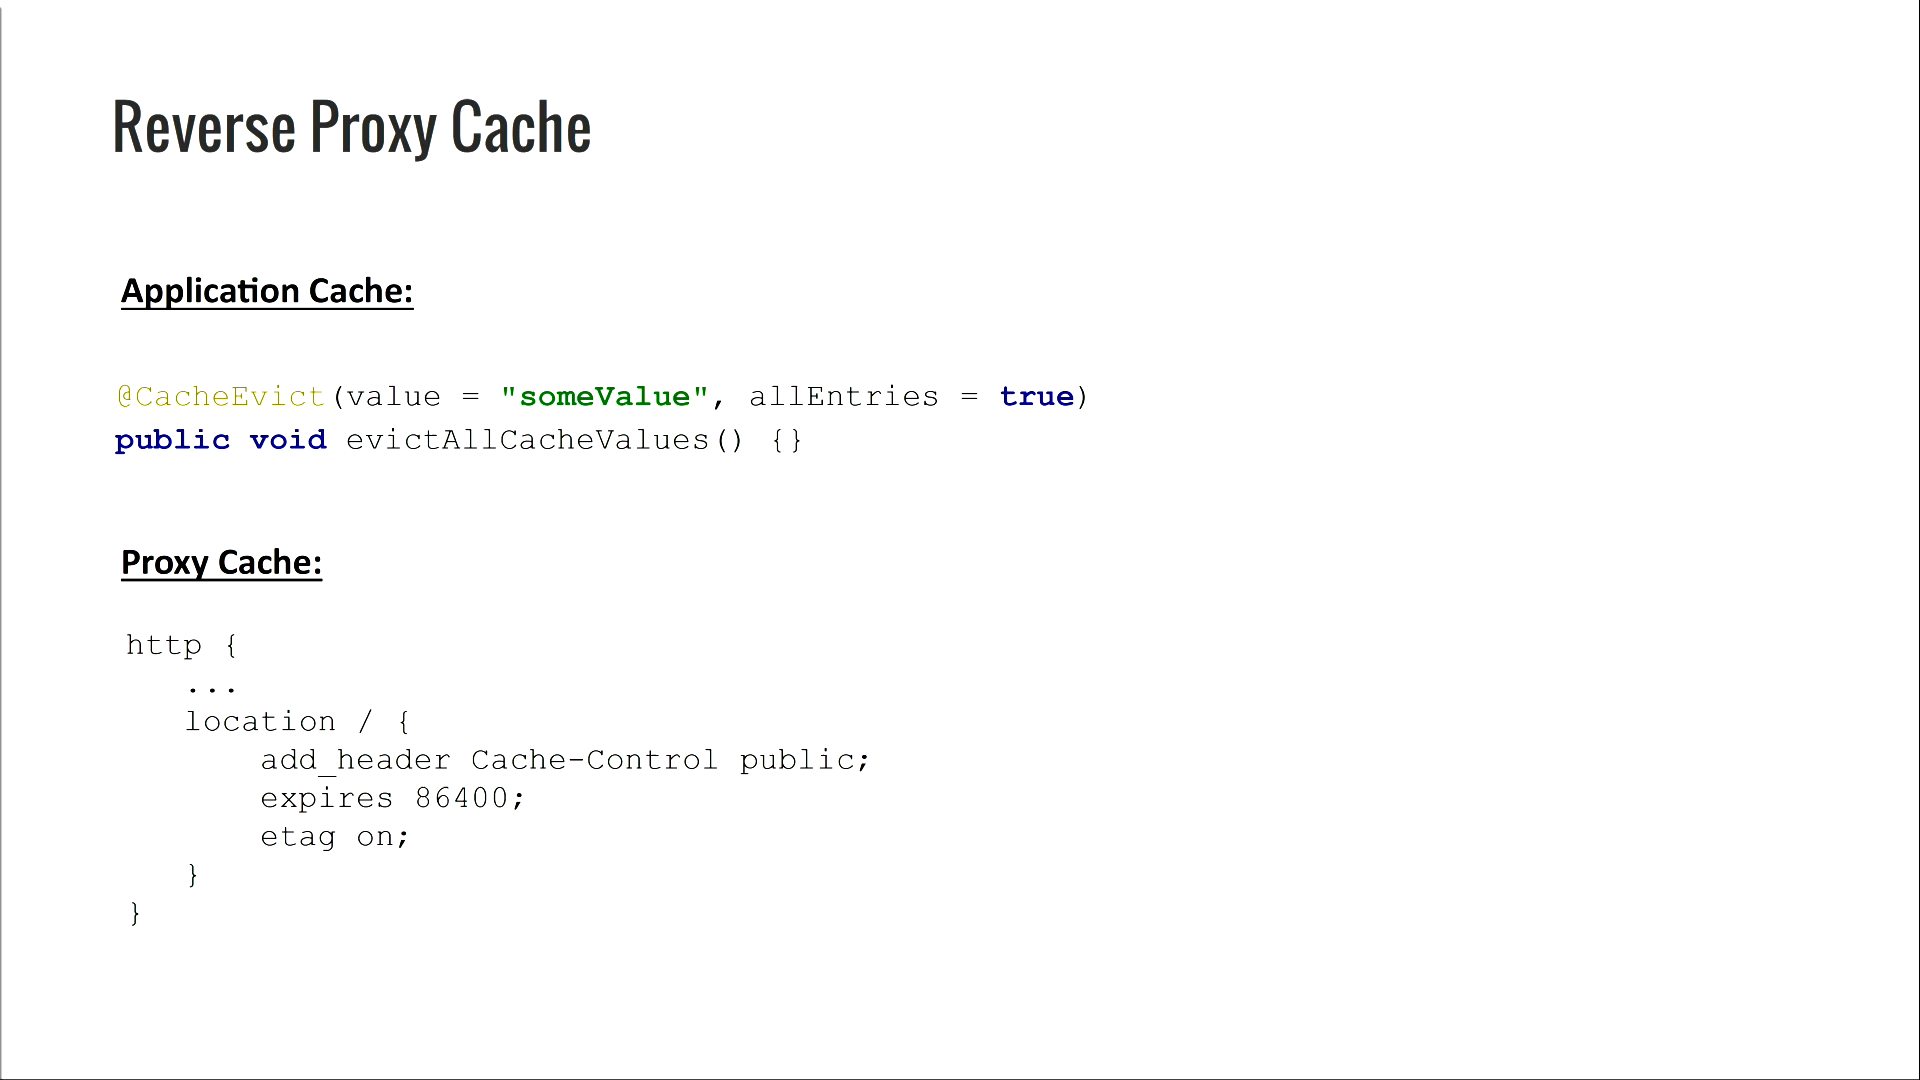 Reverse Proxy Cache
Application Cache:
@CacheEvict(value = "someValue", allEntries = true)
public void evictAllCacheValues() {}
Proxy Cache:
http {
    ...
    location / {
        add_header Cache-Control public;
        expires 86400;
        etag on;
    }
}